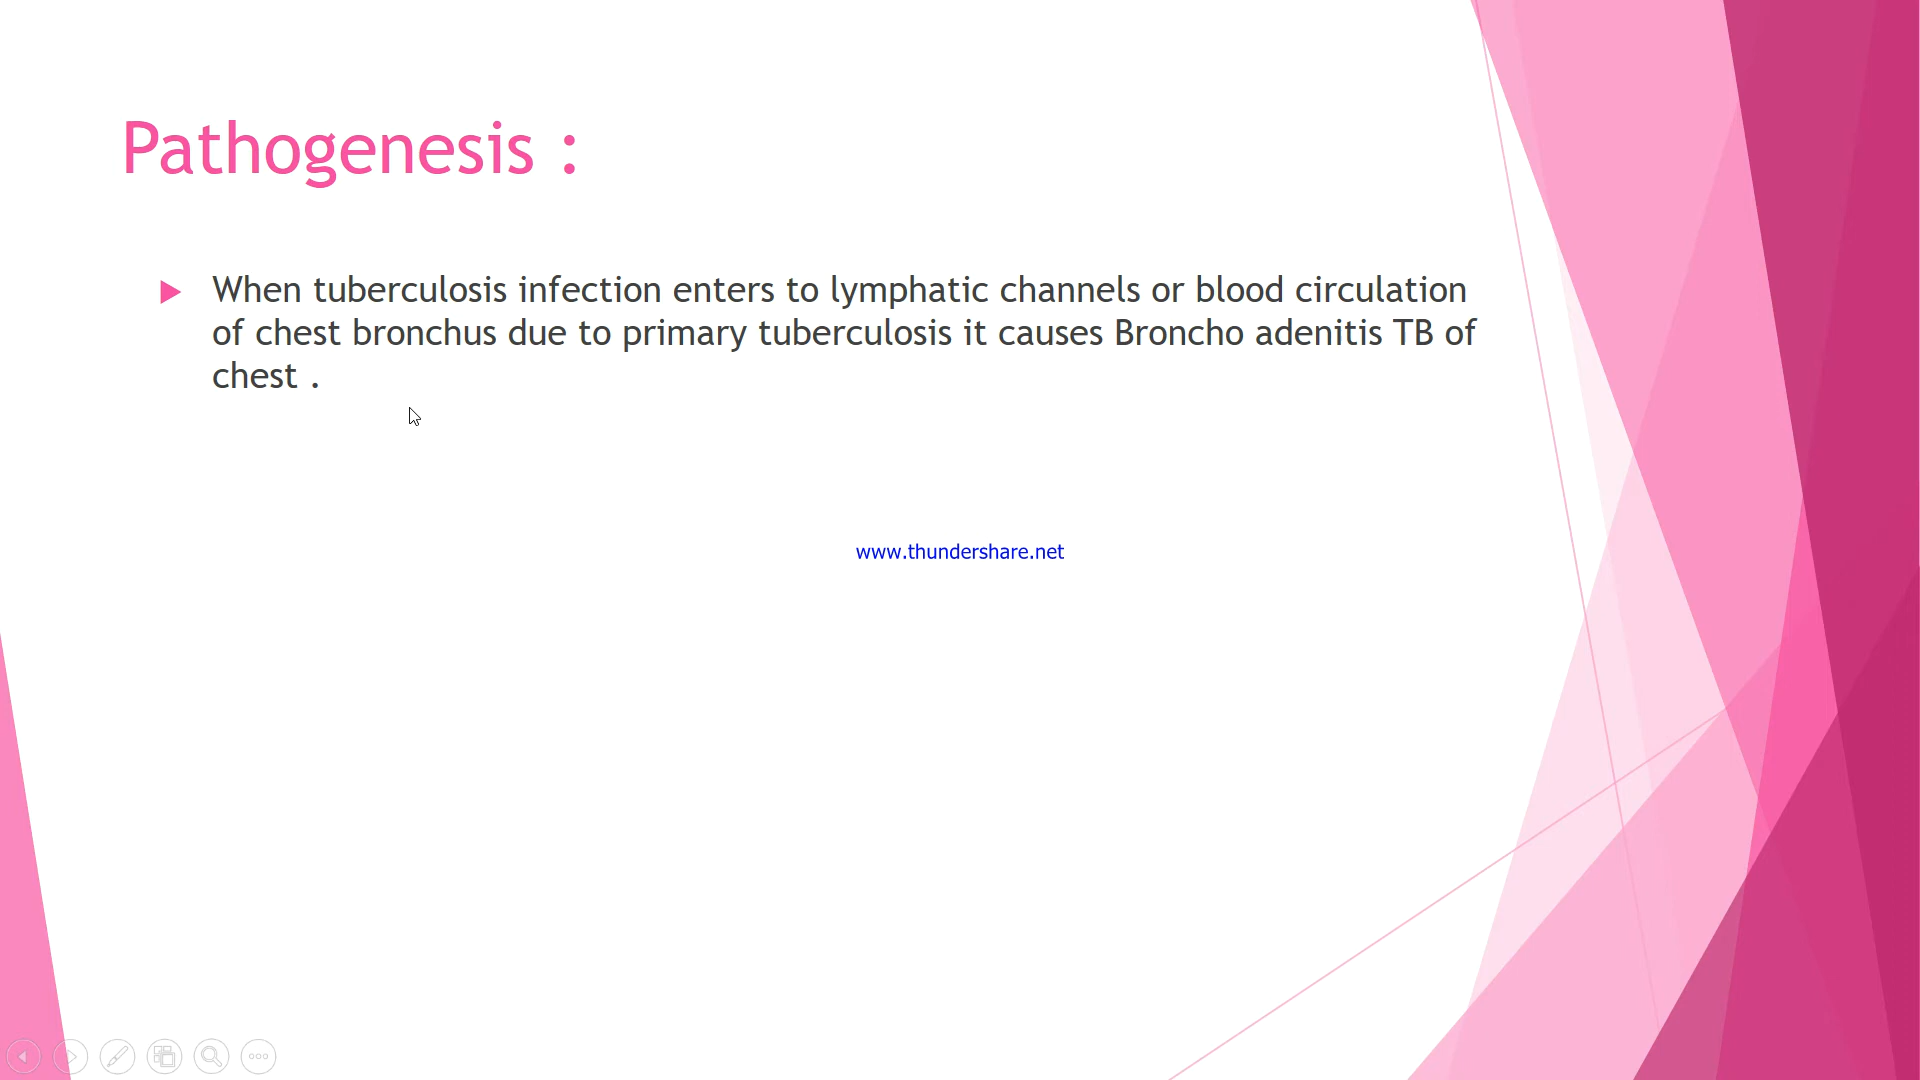 Pathogenesis :
When tuberculosis infection enters to lymphatic channels or blood circulation
of chest bronchus due to primary tuberculosis it causes Broncho adenitis TB of
chest .
www.thundershare.net